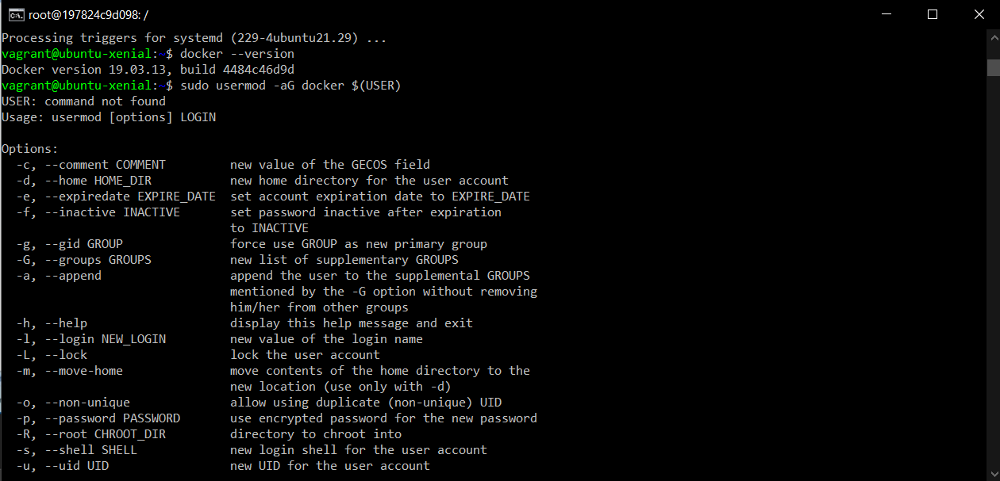 root@197824c9d098: /
Processing triggers for systemd (229-4ubuntu21.29) ...
vagrant@ubuntu-xenial:~$ docker --version
Docker version 19.03.13, build 4484c46d9d
vagrant@ubuntu-xenial:~$ sudo usermod -aG docker $(USER)
USER: command not found
Usage: usermod [options] LOGIN

Options:
  -c, --comment COMMENT         new value of the GECOS field
  -d, --home HOME_DIR           new home directory for the user account
  -e, --expiredate EXPIRE_DATE  set account expiration date to EXPIRE_DATE
  -f, --inactive INACTIVE       set password inactive after expiration
                                to INACTIVE
  -g, --gid GROUP               force use GROUP as new primary group
  -G, --groups GROUPS           new list of supplementary GROUPS
  -a, --append                  append the user to the supplemental GROUPS
                                mentioned by the -G option without removing
                                him/her from other groups
  -h, --help                    display this help message and exit
  -l, --login NEW_LOGIN         new value of the login name
  -L, --lock                    lock the user account
  -m, --move-home               move contents of the home directory to the
                                new location (use only with -d)
  -o, --non-unique              allow using duplicate (non-unique) UID
  -p, --password PASSWORD       use encrypted password for the new password
  -R, --root CHROOT_DIR         directory to chroot into
  -s, --shell SHELL             new login shell for the user account
  -u, --uid UID                 new UID for the user account